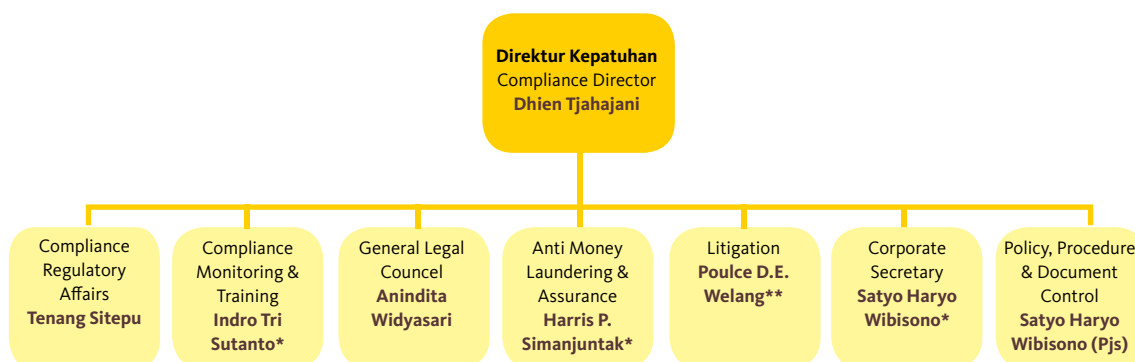 Direktur Kepatuhan
Compliance Director
Dhien Tjahajani
Compliance
Regulatory
Affairs
Tenang Sitepu
Compliance
Monitoring &
Training
Indro Tri
Sutanto*
General Legal
Councel
Anindita
Widyasari
Anti Money
Laundering &
Assurance
Harris P.
Simanjuntak*
Litigation
Poulce D.E.
Welang**
Corporate
Secretary
Satyo Haryo
Wibisono*
Policy, Procedure
& Document
Control
Satyo Haryo
Wibisono (Pjs)